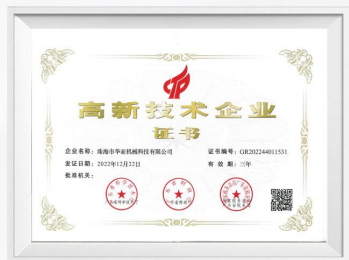 高新技术企业
证书
企业名称：珠海市华亚机械科技有限公司 证书编号：GR202244011531
发证日期：2022年12月22日 有 效 期：三年
批准机关：